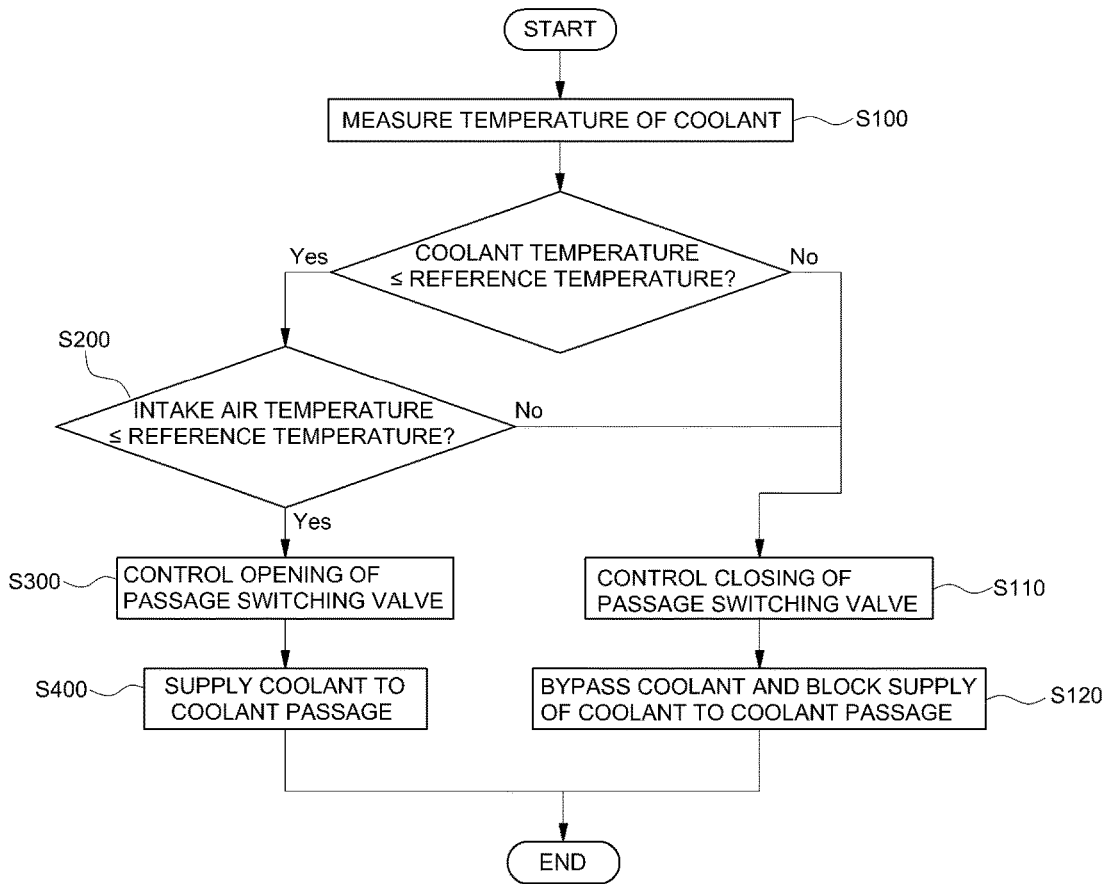 START
MEASURE TEMPERATURE OF COOLANT
S100
COOLANT TEMPERATURE
≤ REFERENCE TEMPERATURE?
Yes
No
S200
INTAKE AIR TEMPERATURE
≤ REFERENCE TEMPERATURE?
No
Yes
S300
CONTROL OPENING OF
PASSAGE SWITCHING VALVE
CONTROL CLOSING OF
PASSAGE SWITCHING VALVE
S110
S400
SUPPLY COOLANT TO
COOLANT PASSAGE
BYPASS COOLANT AND BLOCK SUPPLY
OF COOLANT TO COOLANT PASSAGE
S120
END